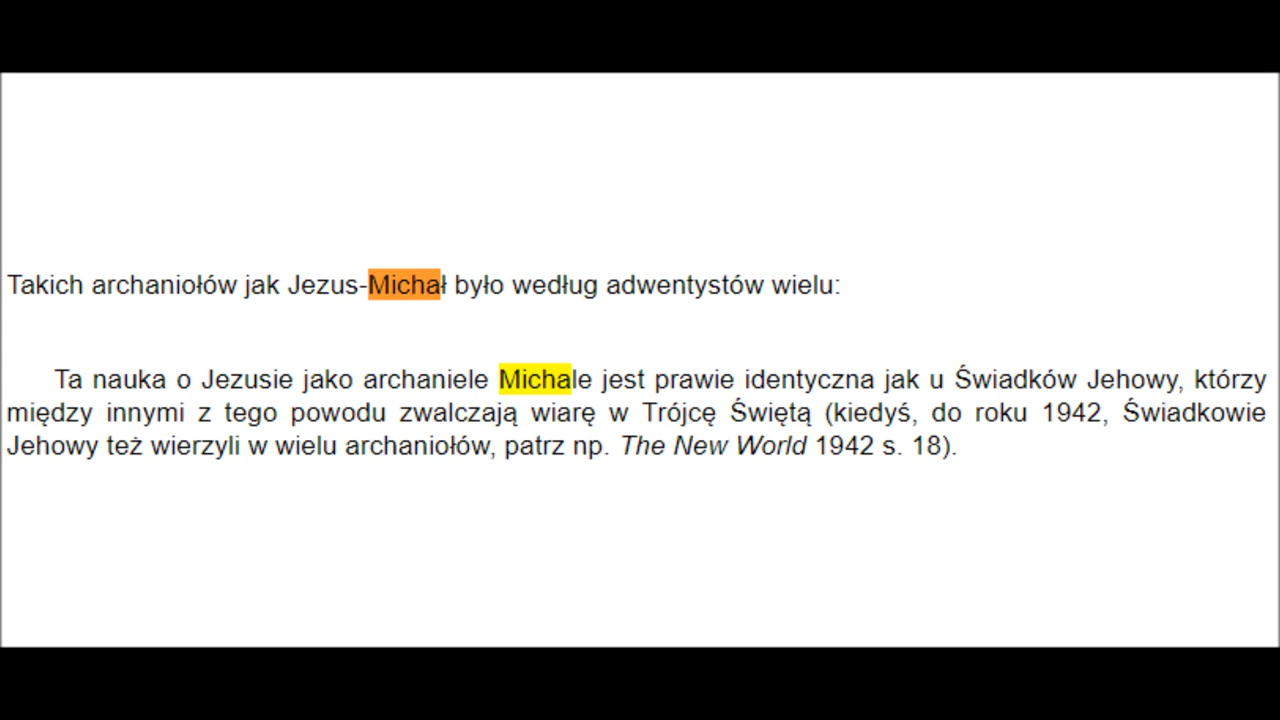 Takich archaniołów jak Jezus-Michał było według adwentystów wielu:
Ta nauka o Jezusie jako archaniele Michale jest prawie identyczna jak u Świadków Jehowy, którzy
między innymi z tego powodu zwalczają wiarę w Trójcę Świętą (kiedyś, do roku 1942, Świadkowie
Jehowy też wierzyli w wielu archaniołów, patrz np. The New World 1942 s. 18).